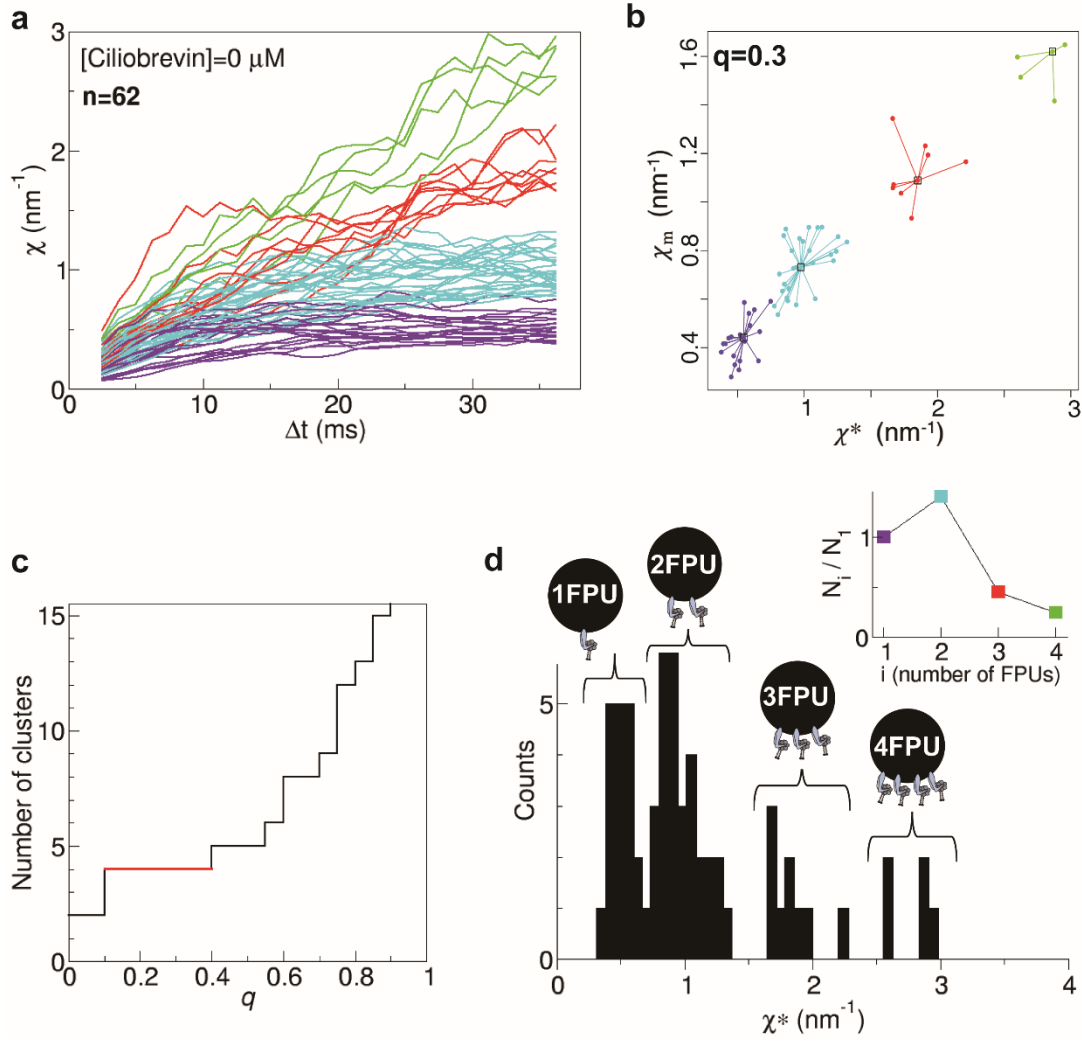 a
[Ciliobrevin]=0 μM
n=62
χ (nm-1)
3
2
1
0
0 10 20 30
Δt (ms)
b
q=0.3
χm (nm-1)
1.6
1.2
0.8
0.4
1 2 3
χ* (nm-1)
c
Number of clusters
15
10
5
0
0 0.2 0.4 0.6 0.8 1
q
d
1FPU
2FPU
3FPU
4FPU
Counts
5
0
0 1 2 3 4
χ* (nm-1)
Ni / N1
1
0
1 2 3 4
i (number of FPUs)